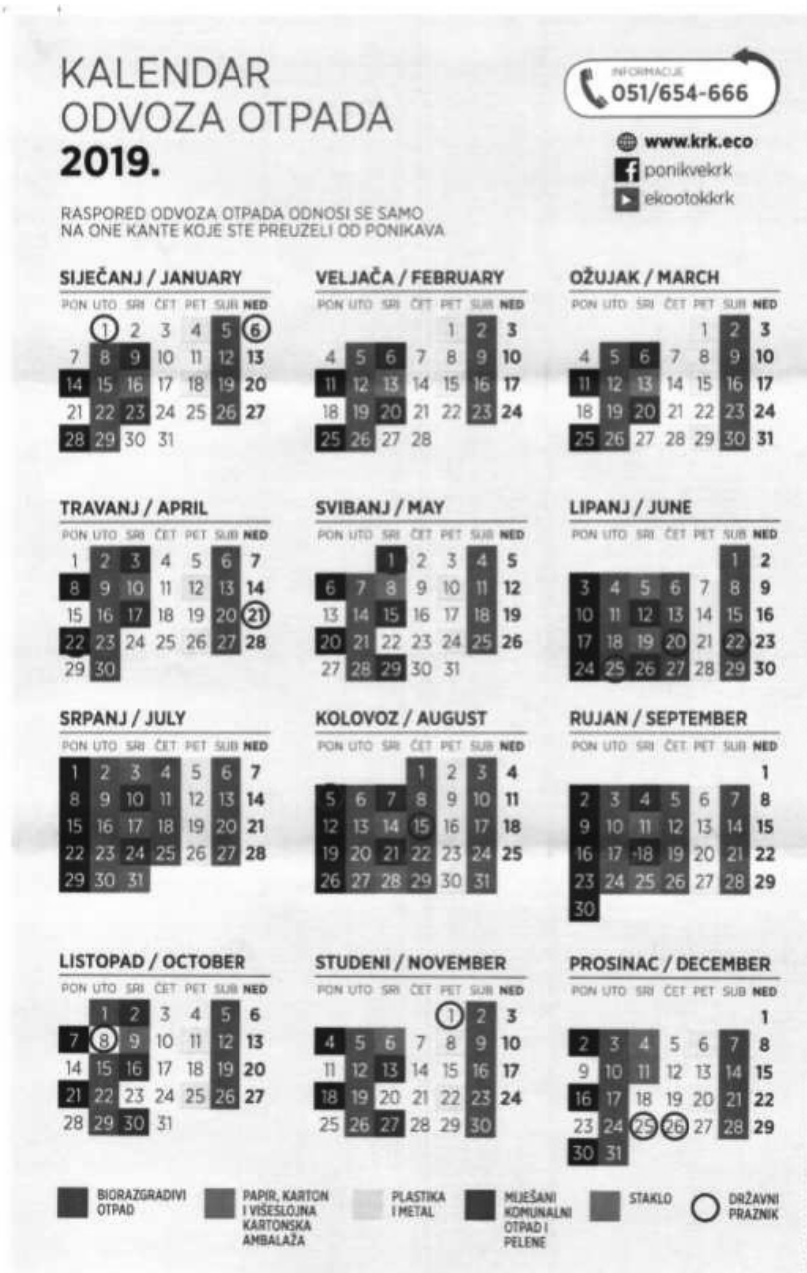 KALENDAR
ODVOZA OTPADA
2019.
INFORMACIJE
051/654-666
www.krk.eco
ponikvekrk
ekootokkrk
RASPORED ODVOZA OTPADA ODNOSI SE SAMO
NA ONE KANTE KOJE STE PREUZELI OD PONIKAVA
SIJEČANJ / JANUARY
PON UTO SRI ČET PET SUB NED
1 2 3 4 5 6
7 8 9 10 11 12 13
14 15 16 17 18 19 20
21 22 23 24 25 26 27
28 29 30 31
VELJAČA / FEBRUARY
PON UTO SRI ČET PET SUB NED
1 2 3
4 5 6 7 8 9 10
11 12 13 14 15 16 17
18 19 20 21 22 23 24
25 26 27 28
OŽUJAK / MARCH
PON UTO SRI ČET PET SUB NED
1 2 3
4 5 6 7 8 9 10
11 12 13 14 15 16 17
18 19 20 21 22 23 24
25 26 27 28 29 30 31
TRAVANJ / APRIL
PON UTO SRI ČET PET SUB NED
1 2 3 4 5 6 7
8 9 10 11 12 13 14
15 16 17 18 19 20 21
22 23 24 25 26 27 28
29 30
SVIBANJ / MAY
PON UTO SRI ČET PET SUB NED
1 2 3 4 5
6 7 8 9 10 11 12
13 14 15 16 17 18 19
20 21 22 23 24 25 26
27 28 29 30 31
LIPANJ / JUNE
PON UTO SRI ČET PET SUB NED
1 2
3 4 5 6 7 8 9
10 11 12 13 14 15 16
17 18 19 20 21 22 23
24 25 26 27 28 29 30
SRPANJ / JULY
PON UTO SRI ČET PET SUB NED
1 2 3 4 5 6 7
8 9 10 11 12 13 14
15 16 17 18 19 20 21
22 23 24 25 26 27 28
29 30 31
KOLOVOZ / AUGUST
PON UTO SRI ČET PET SUB NED
1 2 3 4
5 6 7 8 9 10 11
12 13 14 15 16 17 18
19 20 21 22 23 24 25
26 27 28 29 30 31
RUJAN / SEPTEMBER
PON UTO SRI ČET PET SUB NED
1
2 3 4 5 6 7 8
9 10 11 12 13 14 15
16 17 18 19 20 21 22
23 24 25 26 27 28 29
30
LISTOPAD / OCTOBER
PON UTO SRI ČET PET SUB NED
1 2 3 4 5 6
7 8 9 10 11 12 13
14 15 16 17 18 19 20
21 22 23 24 25 26 27
28 29 30 31
STUDENI / NOVEMBER
PON UTO SRI ČET PET SUB NED
1 2 3
4 5 6 7 8 9 10
11 12 13 14 15 16 17
18 19 20 21 22 23 24
25 26 27 28 29 30
PROSINAC / DECEMBER
PON UTO SRI ČET PET SUB NED
1
2 3 4 5 6 7 8
9 10 11 12 13 14 15
16 17 18 19 20 21 22
23 24 25 26 27 28 29
30 31
BIORAZGRADIVI
OTPAD
PAPIR, KARTON
I VIŠESLOJNA
KARTONSKA
AMBALAŽA
PLASTIKA
I METAL
MIJEŠANI
KOMUNALNI
OTPAD I
PELENE
STAKLO
DRŽAVNI
PRAZNIK